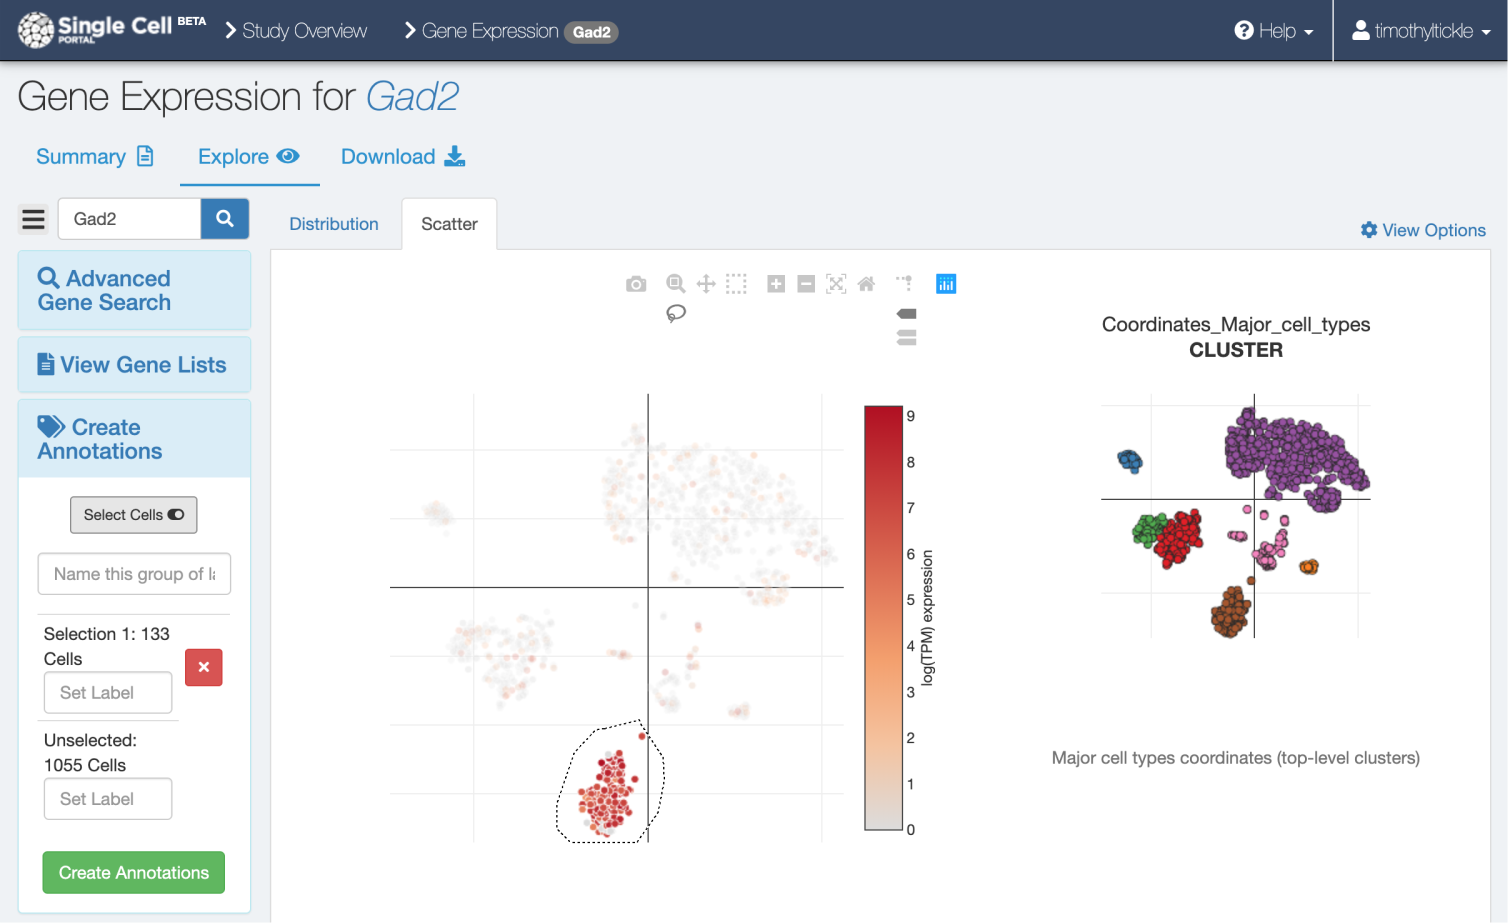 Single Cell BETA
PORTAL
Study Overview
Gene Expression Gad2
Help
timothyltickle
Gene Expression for Gad2
Summary
Explore
Download
Gad2
Distribution
Scatter
View Options
Advanced
Gene Search
View Gene Lists
Create
Annotations
Select Cells
Name this group of la
Selection 1: 133
Cells
Set Label
Unselected:
1055 Cells
Set Label
Create Annotations
9
8
7
6
5
4
3
2
1
0
log(TPM) expression
Coordinates_Major_cell_types
CLUSTER
Major cell types coordinates (top-level clusters)